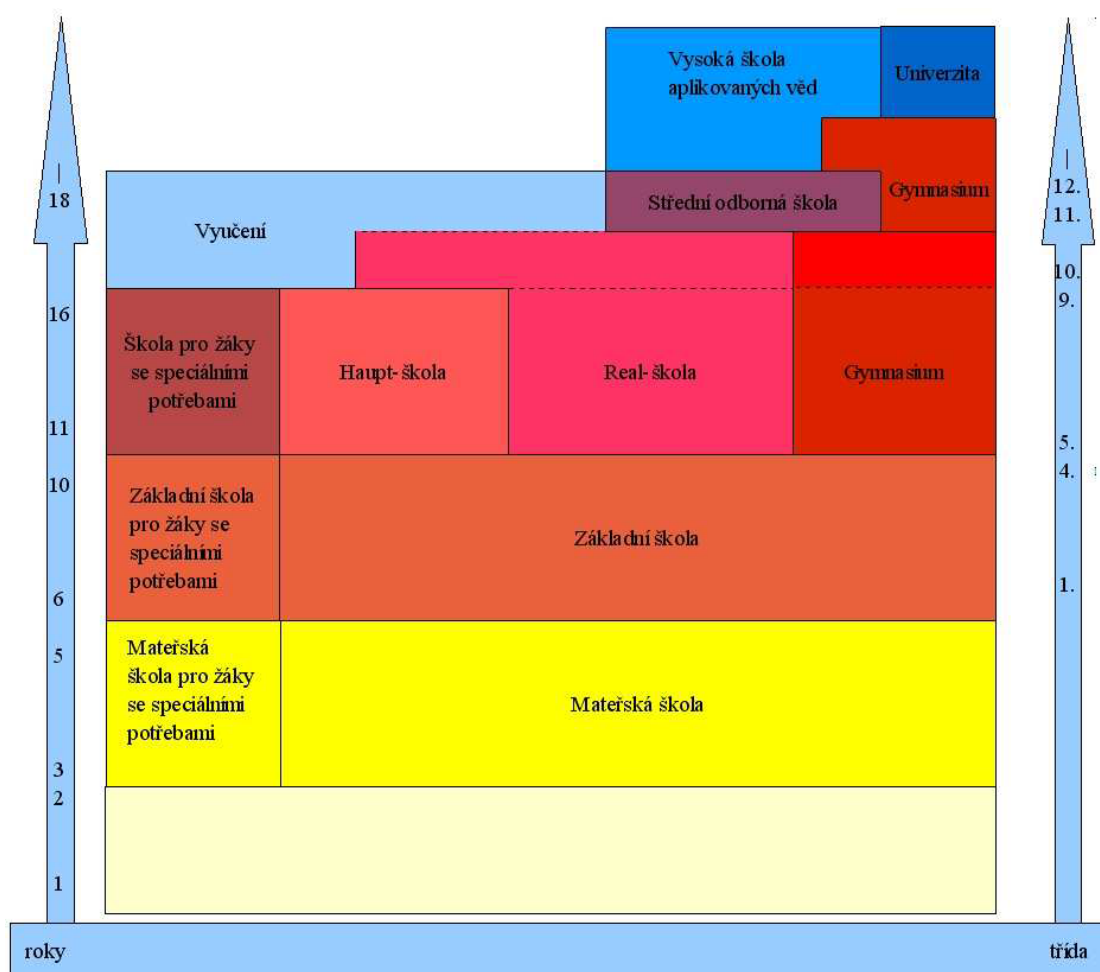 Vysoká škola
aplikovaných věd
Univerzita
18
Vyučení
Střední odborná škola
Gymnasium
12.
11.
10.
16
9.
Škola pro žáky
se speciálními
potřebami
Haupt-škola
Real-škola
Gymnasium
11
5.
10
4.
Základní škola
pro žáky se
speciálními
potřebami
Základní škola
6
1.
5
Mateřská
škola pro žáky
se speciálními
potřebami
Mateřská škola
3
2
1
roky
třída